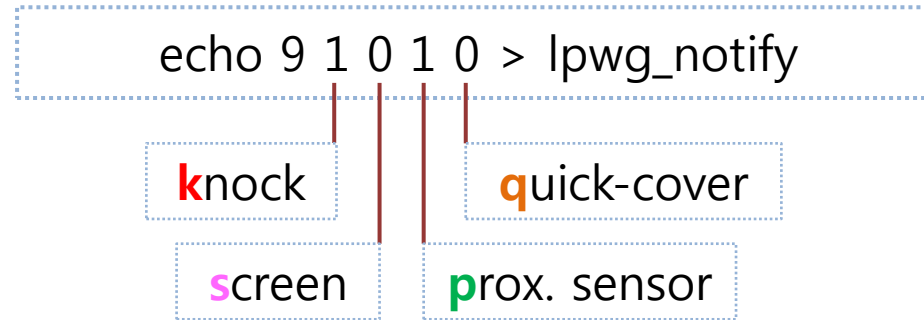 echo 9 1 0 1 0 > lpwg_notify
knock
quick-cover
screen
prox. sensor